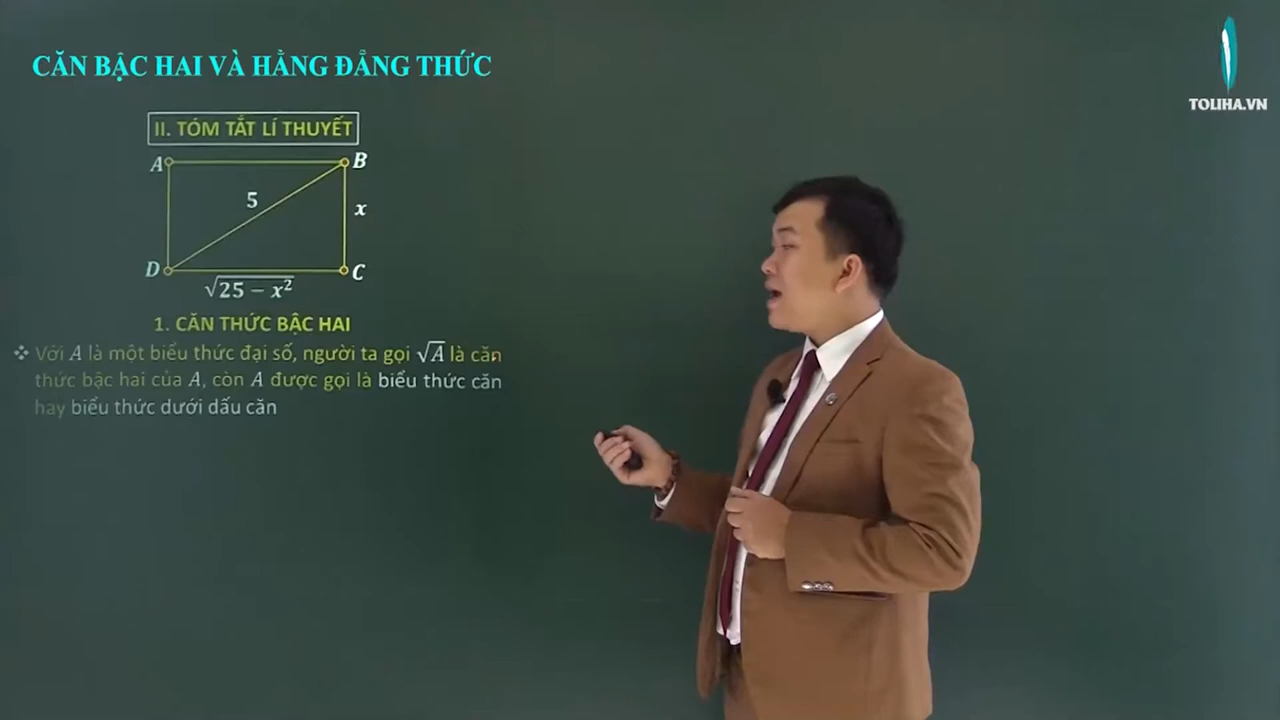 CĂN BẬC HAI VÀ HẰNG ĐẲNG THỨC
TOLIHA.VN
II. TÓM TẮT LÍ THUYẾT
A
B
5
x
D
C
√25 − x²
1. CĂN THỨC BẬC HAI
❖ Với A là một biểu thức đại số, người ta gọi √A là căn
thức bậc hai của A, còn A được gọi là biểu thức căn
hay biểu thức dưới dấu căn